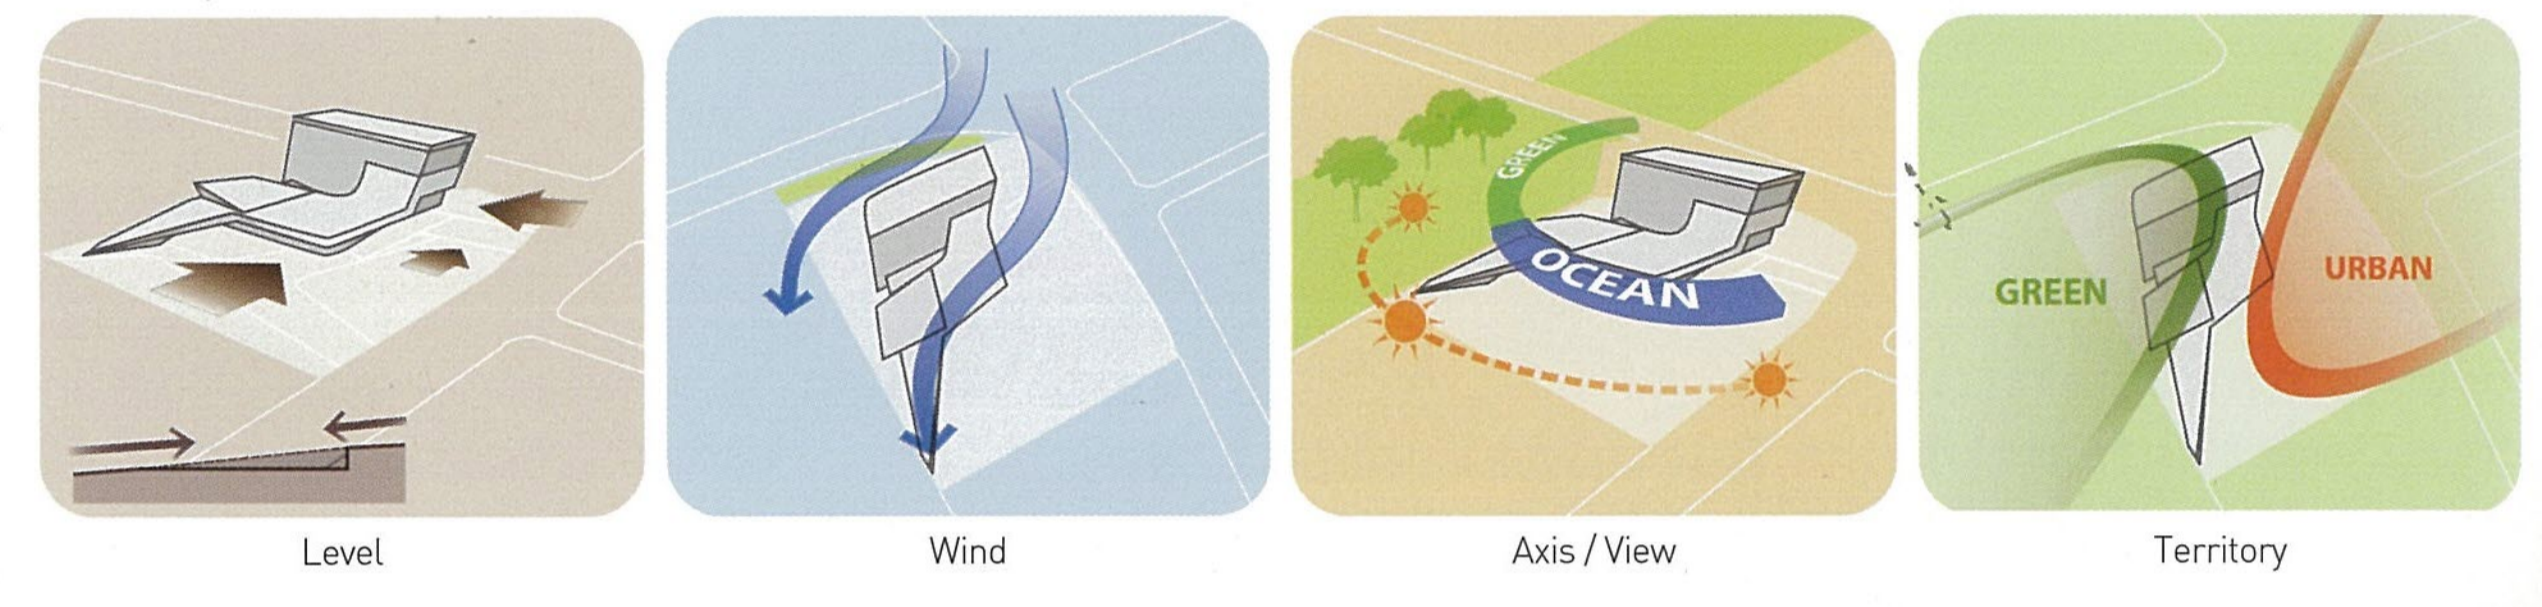 GREEN
OCEAN
GREEN
URBAN
Level
Wind
Axis / View
Territory